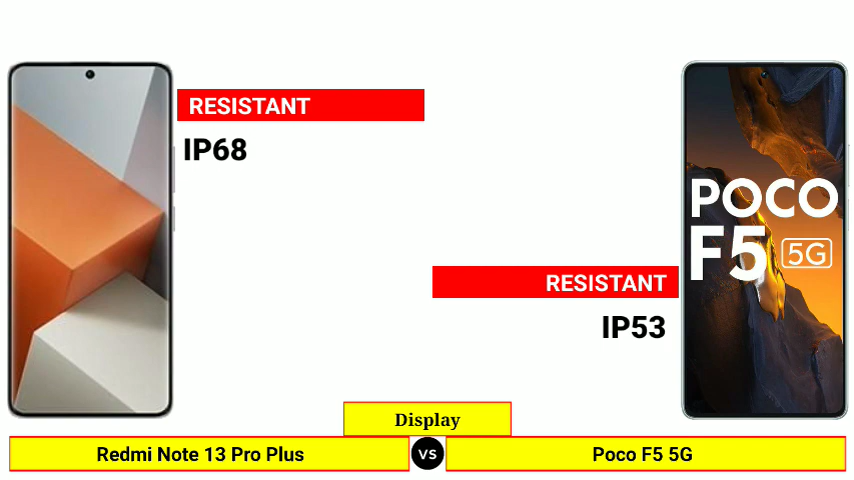 RESISTANT
IP68
POCO
F5 5G
RESISTANT
IP53
Display
Redmi Note 13 Pro Plus
VS
Poco F5 5G